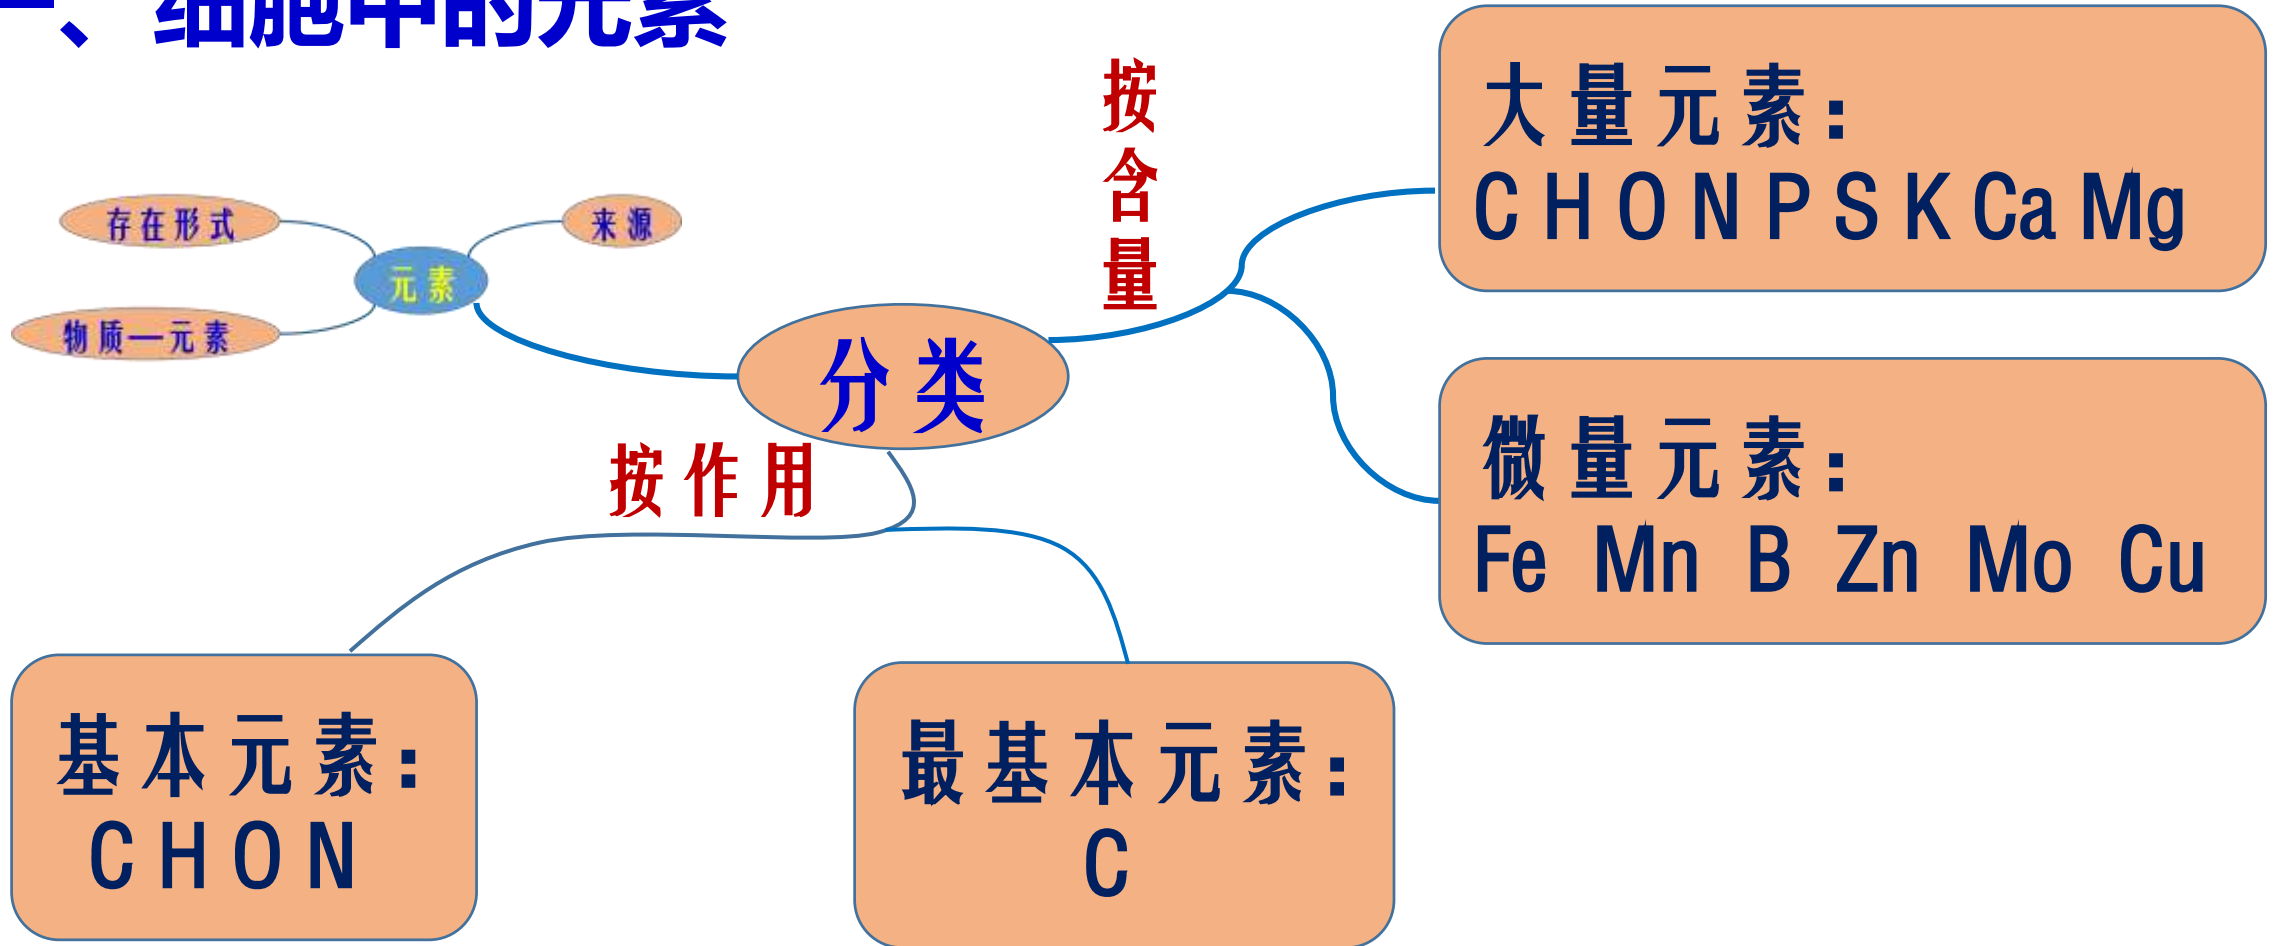 一、细胞中的元素
按含量
大量元素：
C H O N P S K Ca Mg
存在形式
来源
元素
物质—元素
分类
微量元素：
Fe Mn B Zn Mo Cu
按作用
基本元素：
C H O N
最基本元素：
C